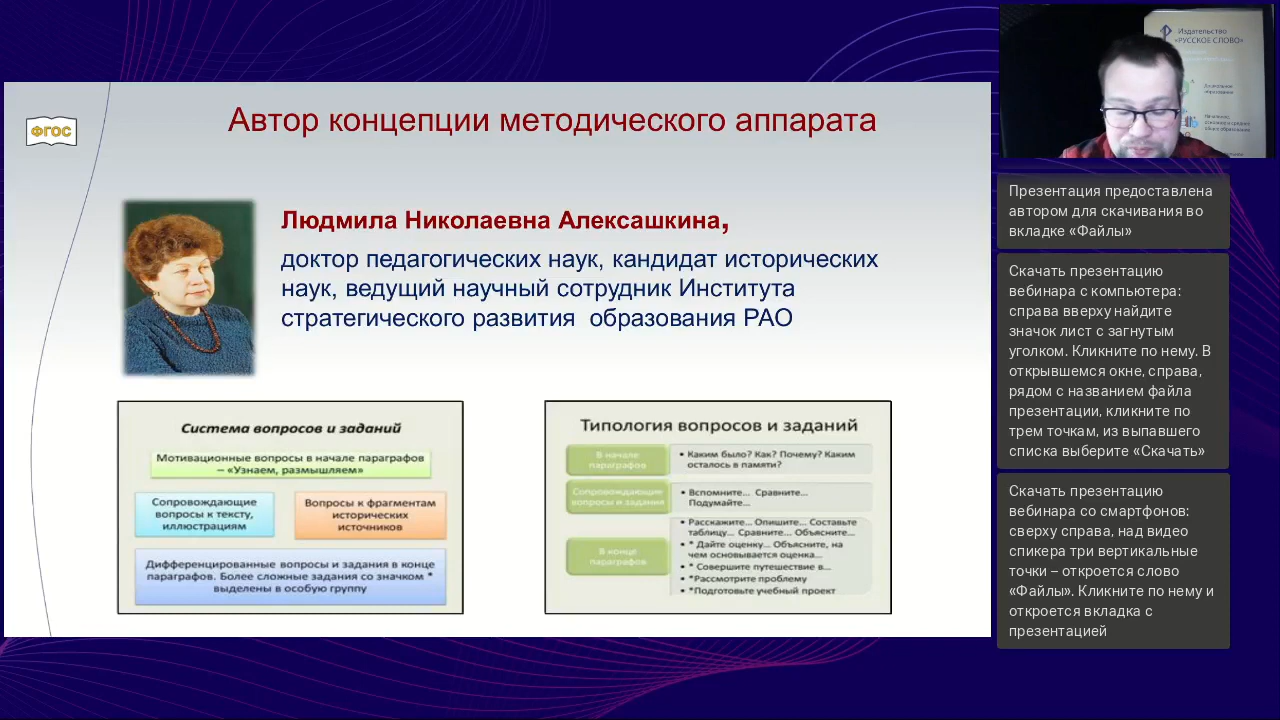 ФГОС
Автор концепции методического аппарата
Людмила Николаевна Алексашкина,
доктор педагогических наук, кандидат исторических
наук, ведущий научный сотрудник Института
стратегического развития образования РАО
Система вопросов и заданий
Мотивационные вопросы в начале параграфов
– «Узнаем, размышляем»
Сопровождающие
вопросы к тексту,
иллюстрациям
Вопросы к фрагментам
исторических
источников
Дифференцированные вопросы и задания в конце
параграфов. Более сложные задания со значком *
выделены в особую группу
Типология вопросов и заданий
В начале
параграфов
• Каким было? Как? Почему? Каким
осталось в памяти?
Сопровождающие
вопросы и задания
• Вспомните... Сравните...
Подумайте...
В конце
параграфов
• Расскажите... Опишите... Составьте
таблицу... Сравните... Объясните...
• * Дайте оценку... Объясните, на
чем основывается оценка...
• * Совершите путешествие в...
• *Рассмотрите проблему
• *Подготовьте учебный проект
Издательство
«РУССКОЕ СЛОВО»
Презентация предоставлена
автором для скачивания во
вкладке «Файлы»
Скачать презентацию
вебинара с компьютера:
справа вверху найдите
значок лист с загнутым
уголком. Кликните по нему. В
открывшемся окне, справа,
рядом с названием файла
презентации, кликните по
трем точкам, из выпавшего
списка выберите «Скачать»
Скачать презентацию
вебинара со смартфонов:
сверху справа, над видео
спикера три вертикальные
точки – откроется слово
«Файлы». Кликните по нему и
откроется вкладка с
презентацией